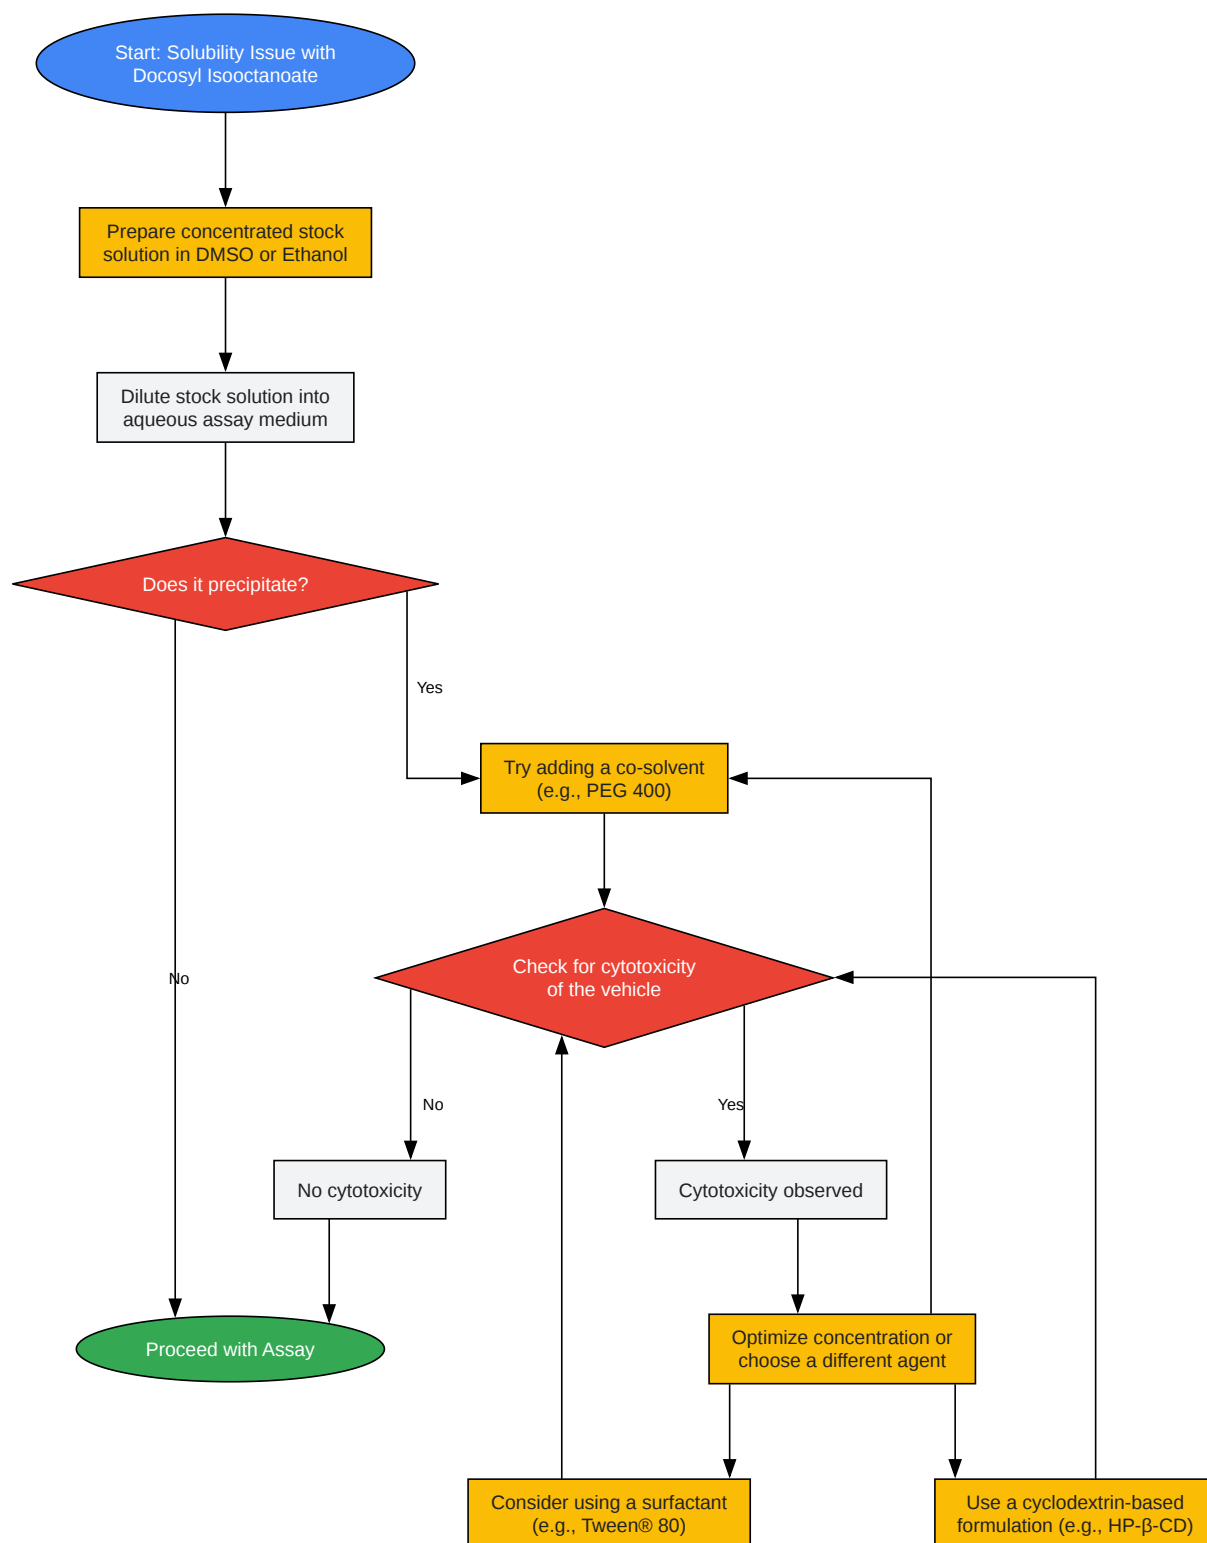 Start: Solubility Issue with
Docosyl Isooctanoate
Prepare concentrated stock
solution in DMSO or Ethanol
Dilute stock solution into
aqueous assay medium
Does it precipitate?
Yes
Try adding a co-solvent
(e.g., PEG 400)
No
Check for cytotoxicity
of the vehicle
No
Yes
No cytotoxicity
Cytotoxicity observed
Proceed with Assay
Optimize concentration or
choose a different agent
Consider using a surfactant
(e.g., Tween® 80)
Use a cyclodextrin-based
formulation (e.g., HP-β-CD)